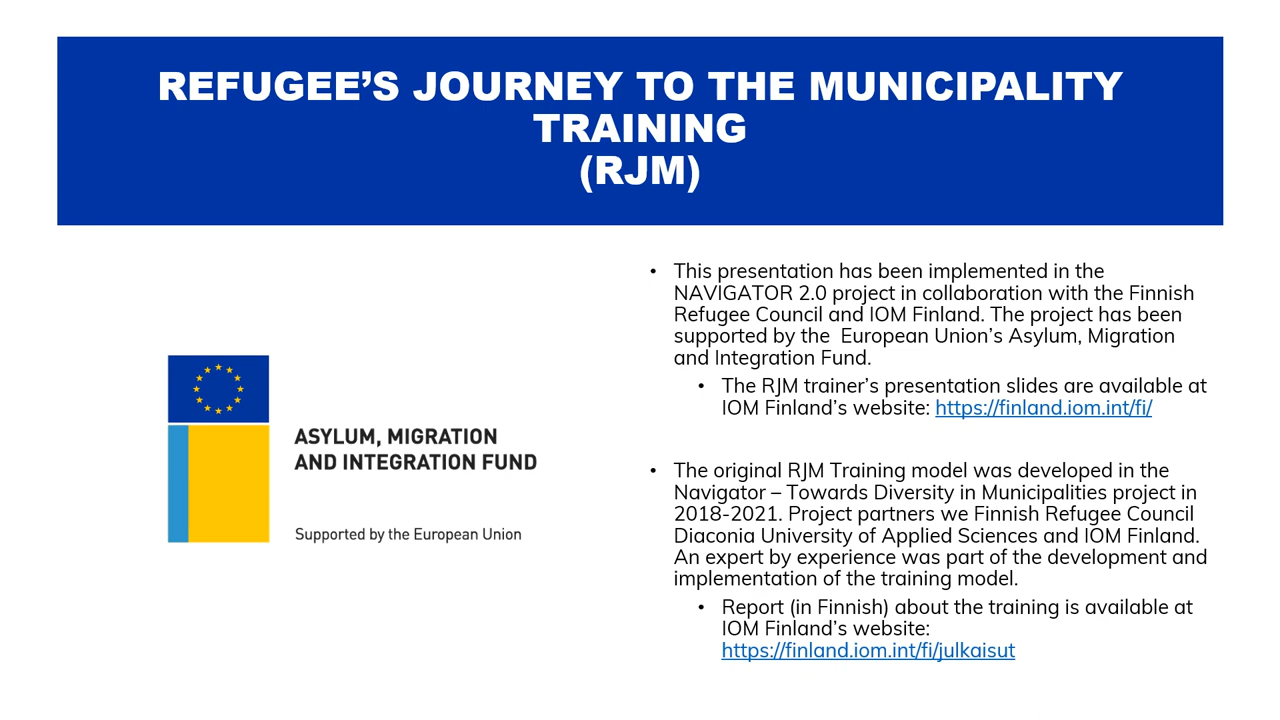 REFUGEE’S JOURNEY TO THE MUNICIPALITY
TRAINING
(RJM)
ASYLUM, MIGRATION
AND INTEGRATION FUND
Supported by the European Union
• This presentation has been implemented in the
NAVIGATOR 2.0 project in collaboration with the Finnish
Refugee Council and IOM Finland. The project has been
supported by the  European Union’s Asylum, Migration
and Integration Fund.
• The RJM trainer’s presentation slides are available at
IOM Finland’s website: https://finland.iom.int/fi/
• The original RJM Training model was developed in the
Navigator – Towards Diversity in Municipalities project in
2018-2021. Project partners we Finnish Refugee Council
Diaconia University of Applied Sciences and IOM Finland.
An expert by experience was part of the development and
implementation of the training model.
• Report (in Finnish) about the training is available at
IOM Finland’s website:
https://finland.iom.int/fi/julkaisut